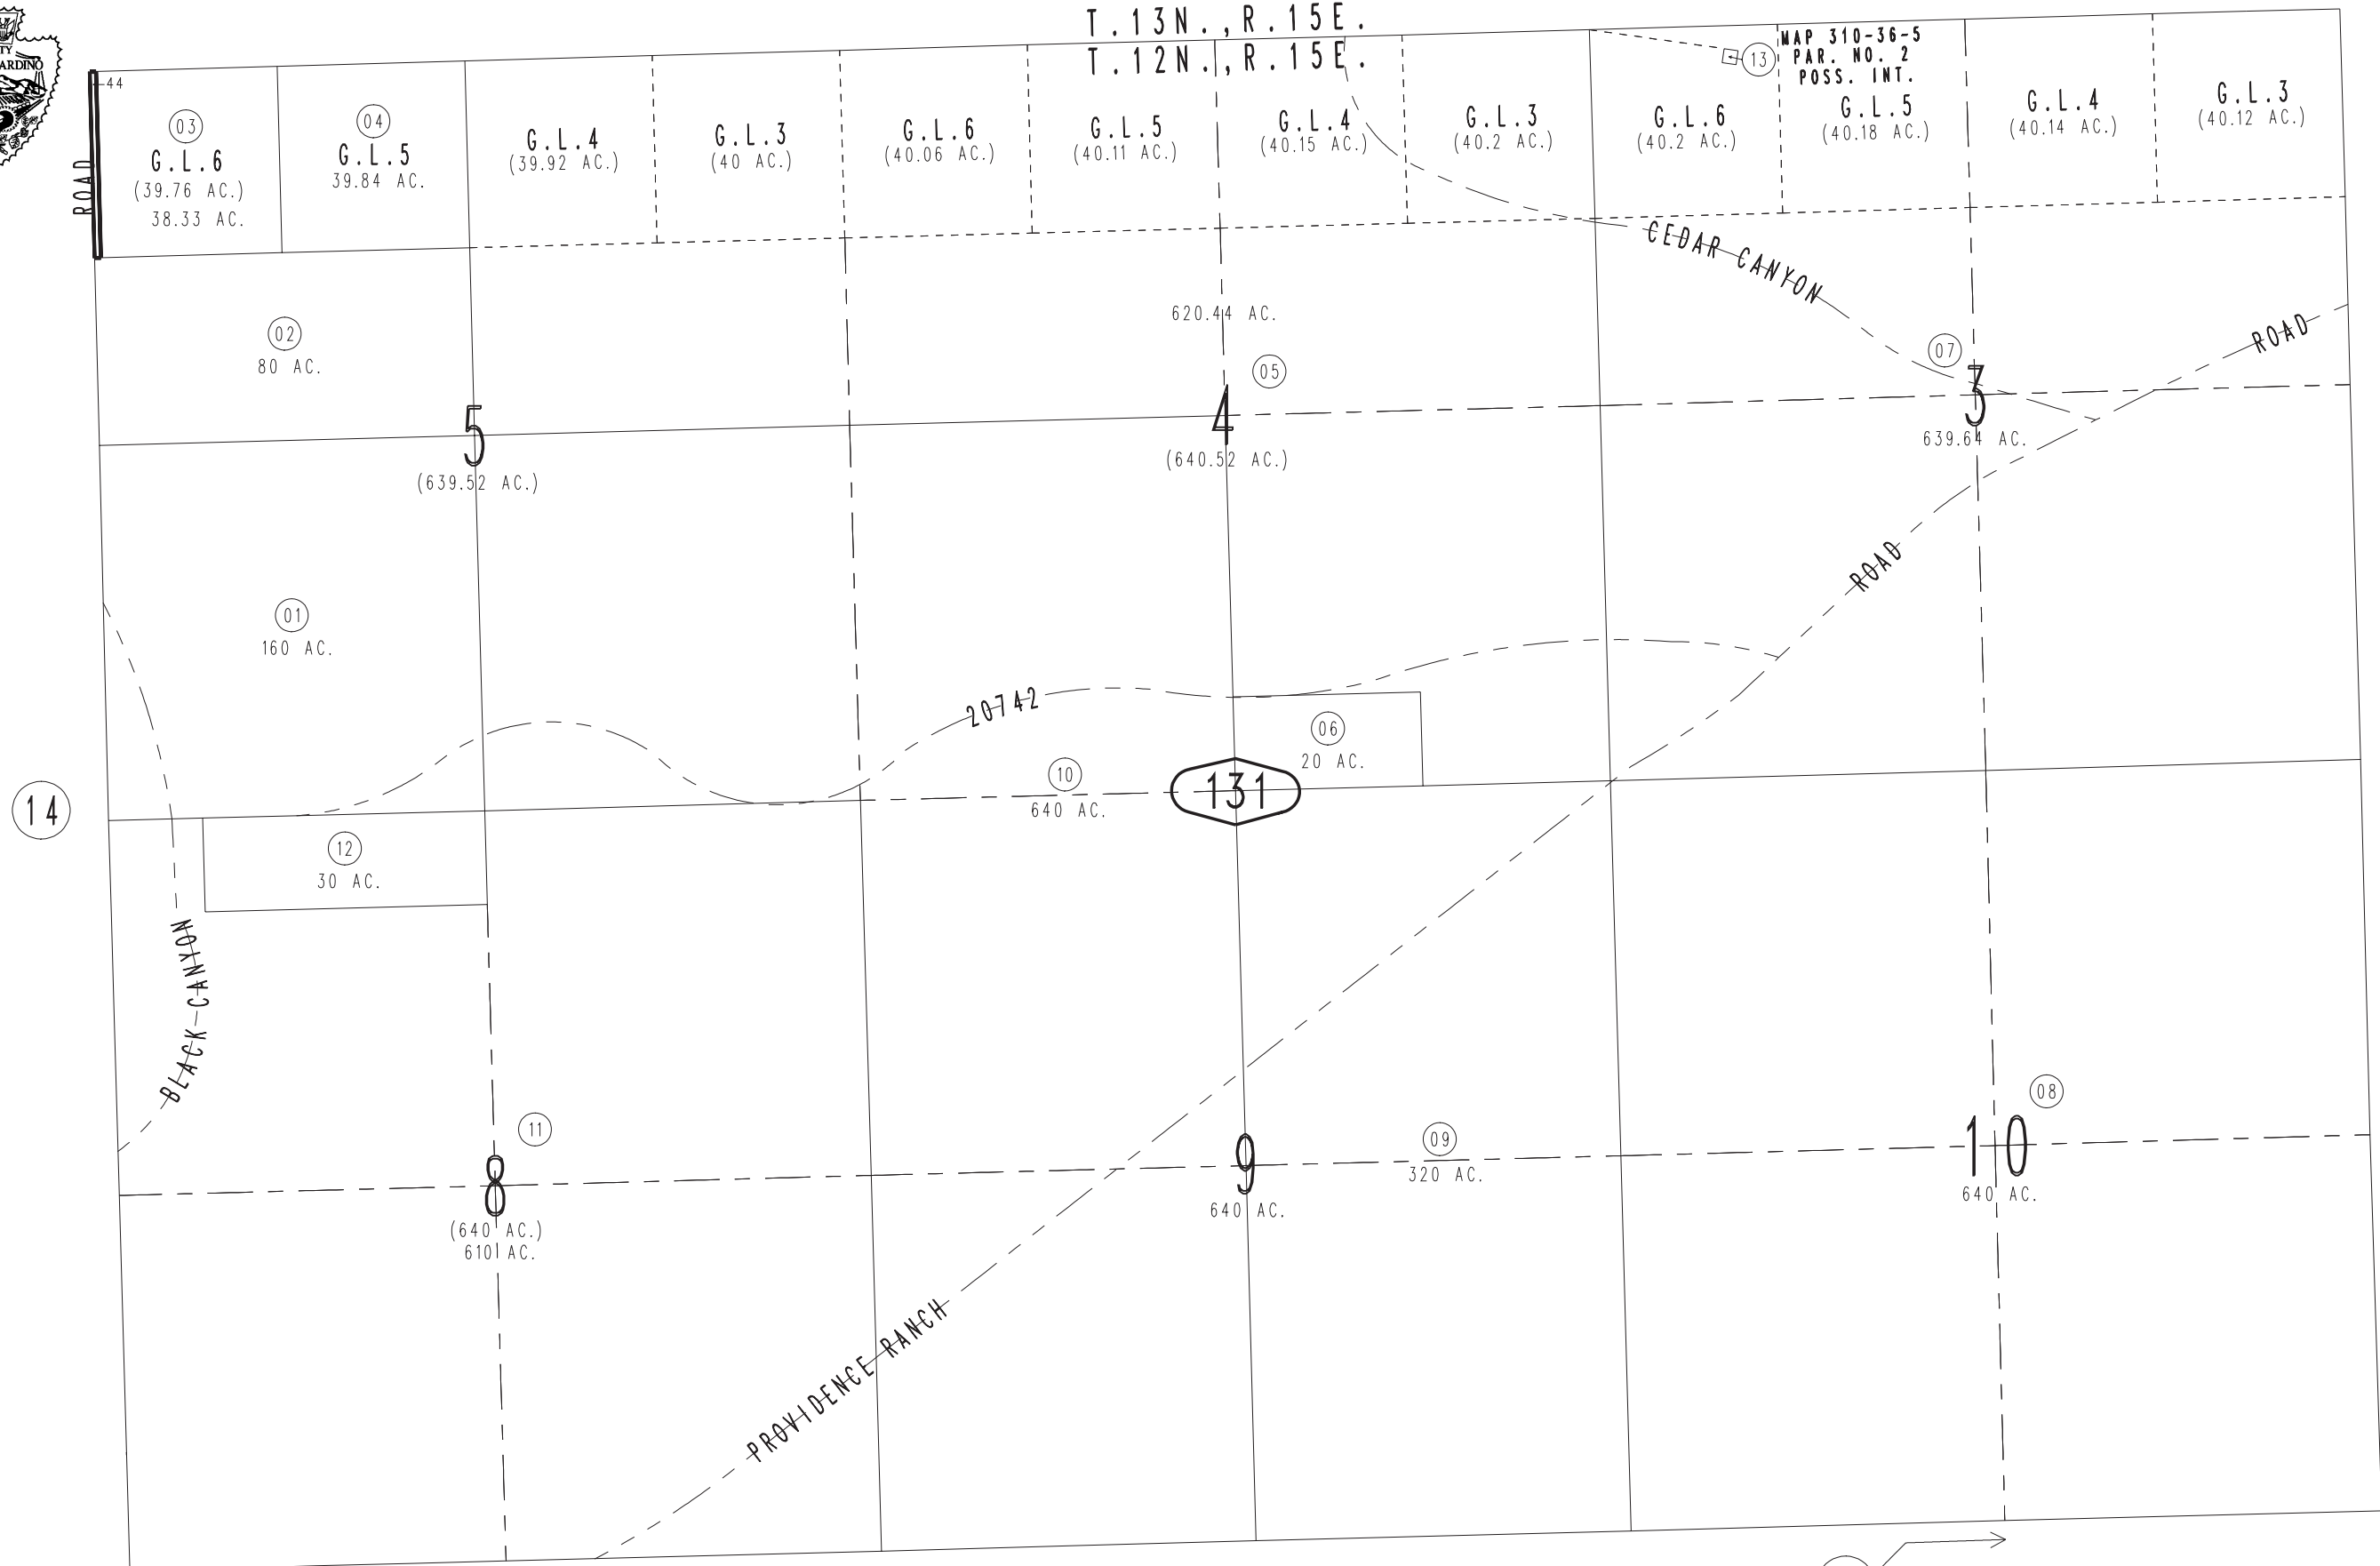 T.13N.,R.15E.
T.12N.,R.15E.
TY
ARDINO
44
ROAD
03
G.L.6
(39.76 AC.)
38.33 AC.
04
G.L.5
39.84 AC.
G.L.4
(39.92 AC.)
G.L.3
(40 AC.)
G.L.6
(40.06 AC.)
G.L.5
(40.11 AC.)
G.L.4
(40.15 AC.)
G.L.3
(40.2 AC.)
G.L.6
(40.2 AC.)
13
MAP 310-36-5
PAR. NO. 2
POSS. INT.
G.L.5
(40.18 AC.)
G.L.4
(40.14 AC.)
G.L.3
(40.12 AC.)
CEDAR CANYON
ROAD
02
80 AC.
620.44 AC.
05
07
5
(639.52 AC.)
4
(640.52 AC.)
3
639.64 AC.
ROAD
01
160 AC.
20742
06
20 AC.
10
640 AC.
131
14
12
30 AC.
BLACK CANYON
11
8
(640 AC.)
610 AC.
9
640 AC.
09
320 AC.
08
10
640 AC.
PROVIDENCE RANCH